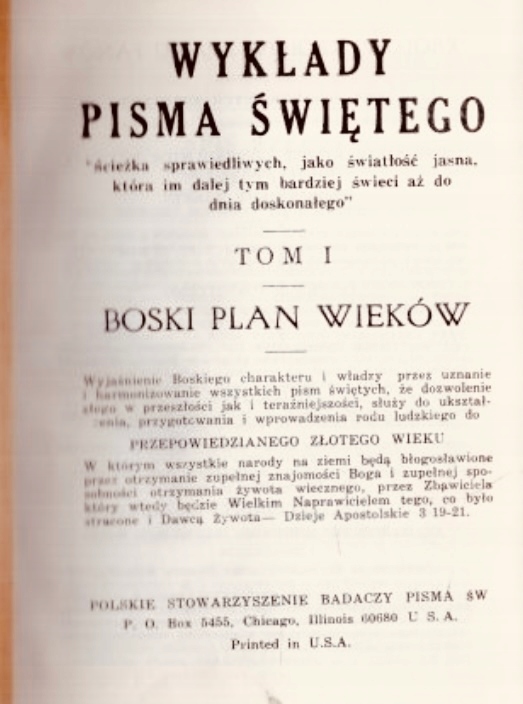 WYKŁADY
PISMA ŚWIĘTEGO
"ścieżka sprawiedliwych, jako światłość jasna,
która im dalej tym bardziej świeci aż do
dnia doskonałego"
TOM I
BOSKI PLAN WIEKÓW
Wyjaśnienie Boskiego charakteru i władzy przez uznanie
i harmonizowanie wszystkich pism świętych, że dozwolenie
złego w przeszłości jak i teraźniejszości, służy do ukształ-
cenia, przygotowania i wprowadzenia rodu ludzkiego do
PRZEPOWIEDZIANEGO ZŁOTEGO WIEKU
W którym wszystkie narody na ziemi będą błogosławione
przez otrzymanie zupełnej znajomości Boga i zupełnej spo-
sobności otrzymania żywota wiecznego, przez Zbawiciela
który wtedy będzie Wielkim Naprawicielem tego, co było
stracone i Dawcą Żywota— Dzieje Apostolskie 3 19-21.
POLSKIE STOWARZYSZENIE BADACZY PISMA ŚW
P. O. Box 5455, Chicago, Illinois 60680 U S. A.
Printed in U.S.A.